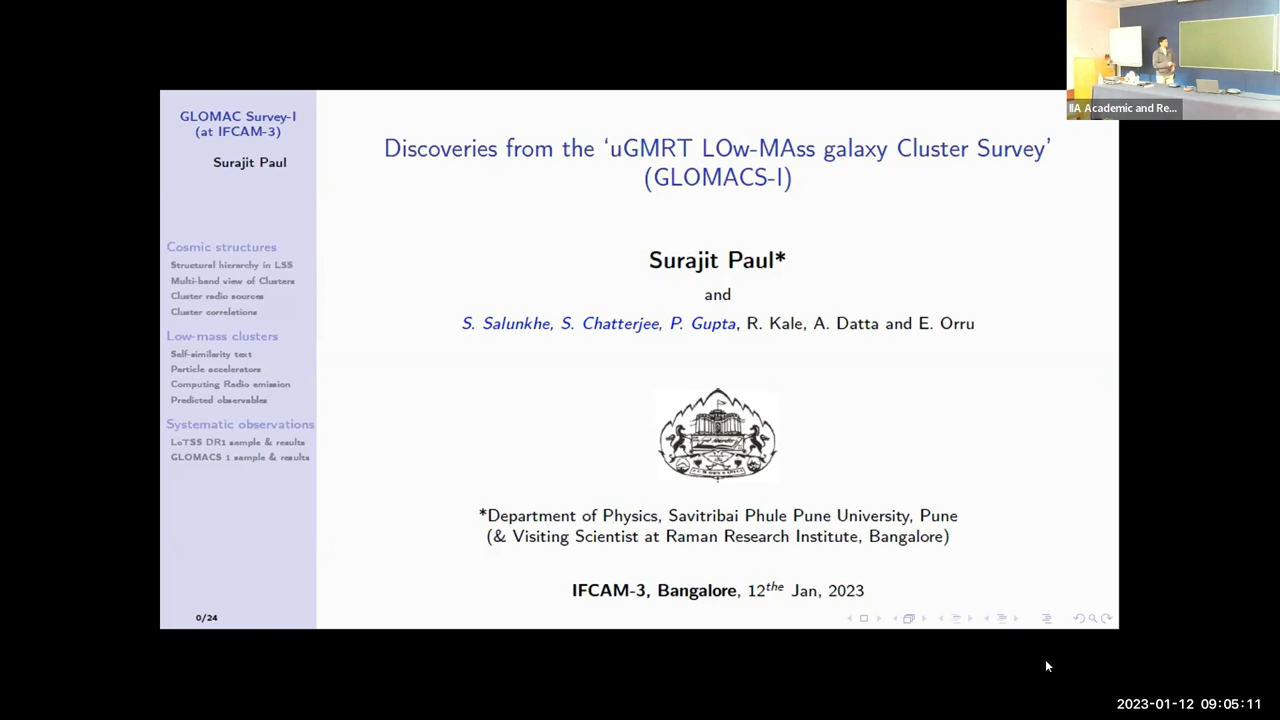 GLOMAC Survey-I
(at IFCAM-3)
Surajit Paul
Cosmic structures
Structural hierarchy in LSS
Multi-band view of Clusters
Cluster radio sources
Cluster correlations
Low-mass clusters
Self-similarity text
Particle accelerators
Computing Radio emission
Predicted observables
Systematic observations
LoTSS DR1 sample & results
GLOMACS 1 sample & results
0/24
Discoveries from the ‘uGMRT LOw-MAss galaxy Cluster Survey’
(GLOMACS-I)
Surajit Paul*
and
S. Salunkhe, S. Chatterjee, P. Gupta, R. Kale, A. Datta and E. Orru
*Department of Physics, Savitribai Phule Pune University, Pune
(& Visiting Scientist at Raman Research Institute, Bangalore)
IFCAM-3, Bangalore, 12the Jan, 2023
IIA Academic and Re...
2023-01-12 09:05:11